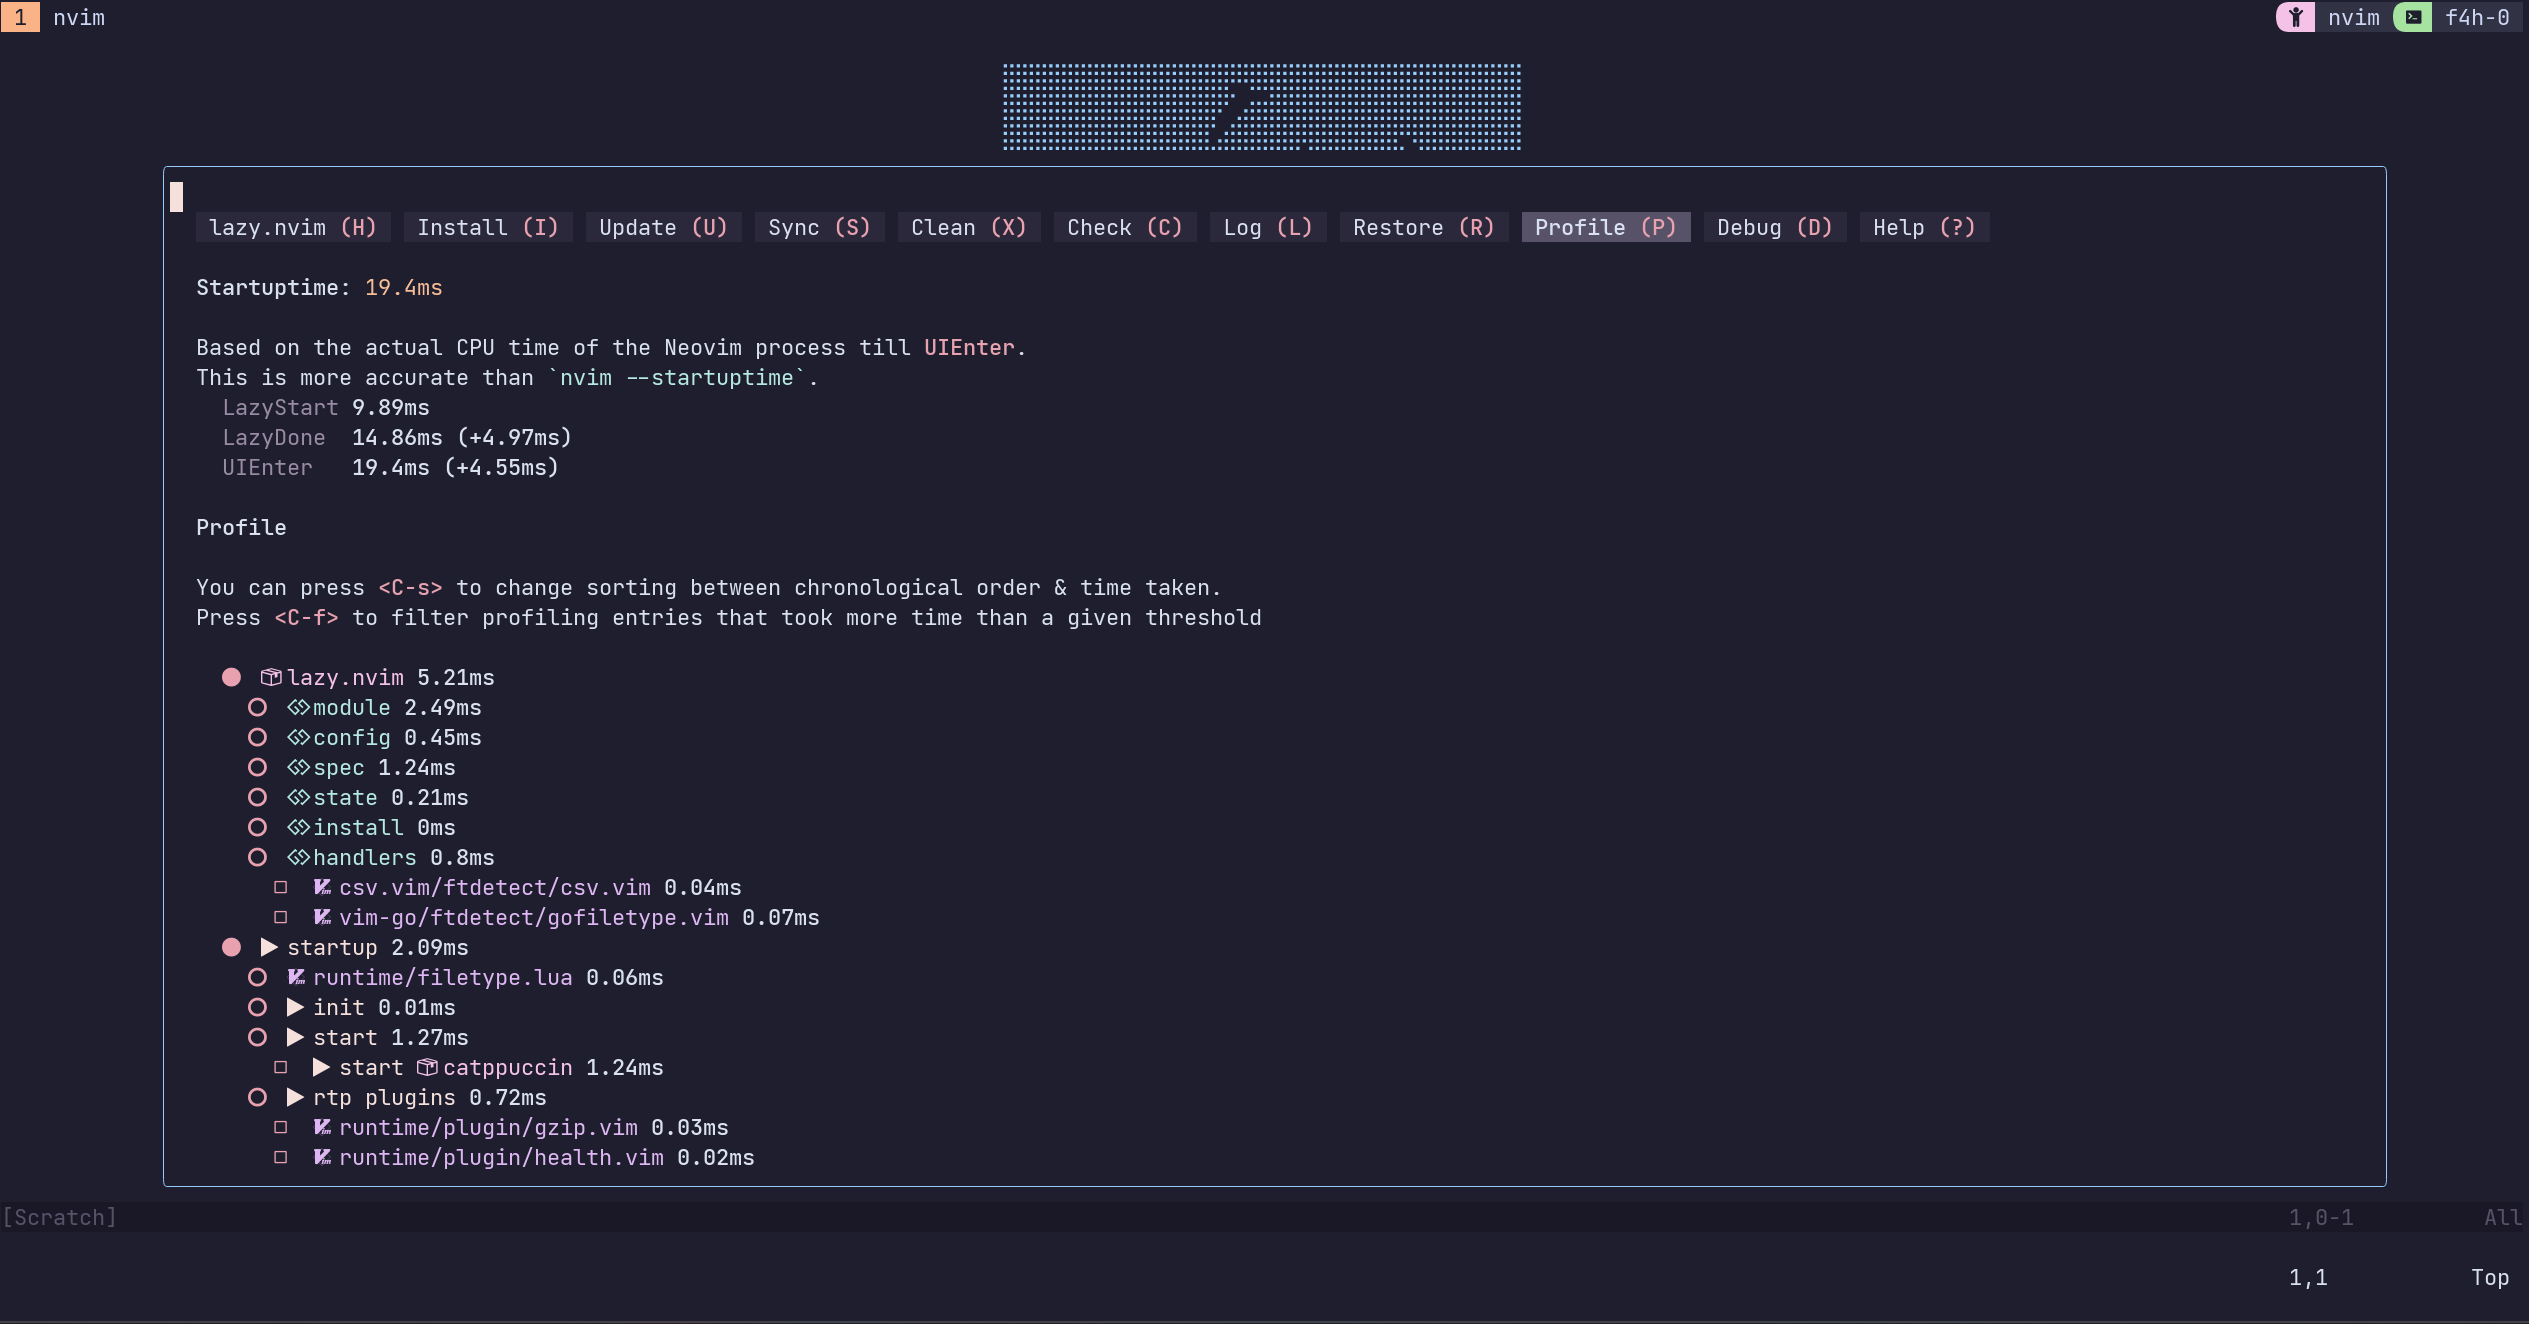 1 nvim nvim f4h-0
lazy.nvim (H) Install (I) Update (U) Sync (S) Clean (X) Check (C) Log (L) Restore (R) Profile (P) Debug (D) Help (?)
Startuptime: 19.4ms
Based on the actual CPU time of the Neovim process till UIEnter.
This is more accurate than `nvim --startuptime`.
LazyStart 9.89ms
LazyDone 14.86ms (+4.97ms)
UIEnter 19.4ms (+4.55ms)
Profile
You can press <C-s> to change sorting between chronological order & time taken.
Press <C-f> to filter profiling entries that took more time than a given threshold
lazy.nvim 5.21ms
module 2.49ms
config 0.45ms
spec 1.24ms
state 0.21ms
install 0ms
handlers 0.8ms
csv.vim/ftdetect/csv.vim 0.04ms
vim-go/ftdetect/gofiletype.vim 0.07ms
startup 2.09ms
runtime/filetype.lua 0.06ms
init 0.01ms
start 1.27ms
start catppuccin 1.24ms
rtp plugins 0.72ms
runtime/plugin/gzip.vim 0.03ms
runtime/plugin/health.vim 0.02ms
[Scratch] 1,0-1 All
1,1 Top